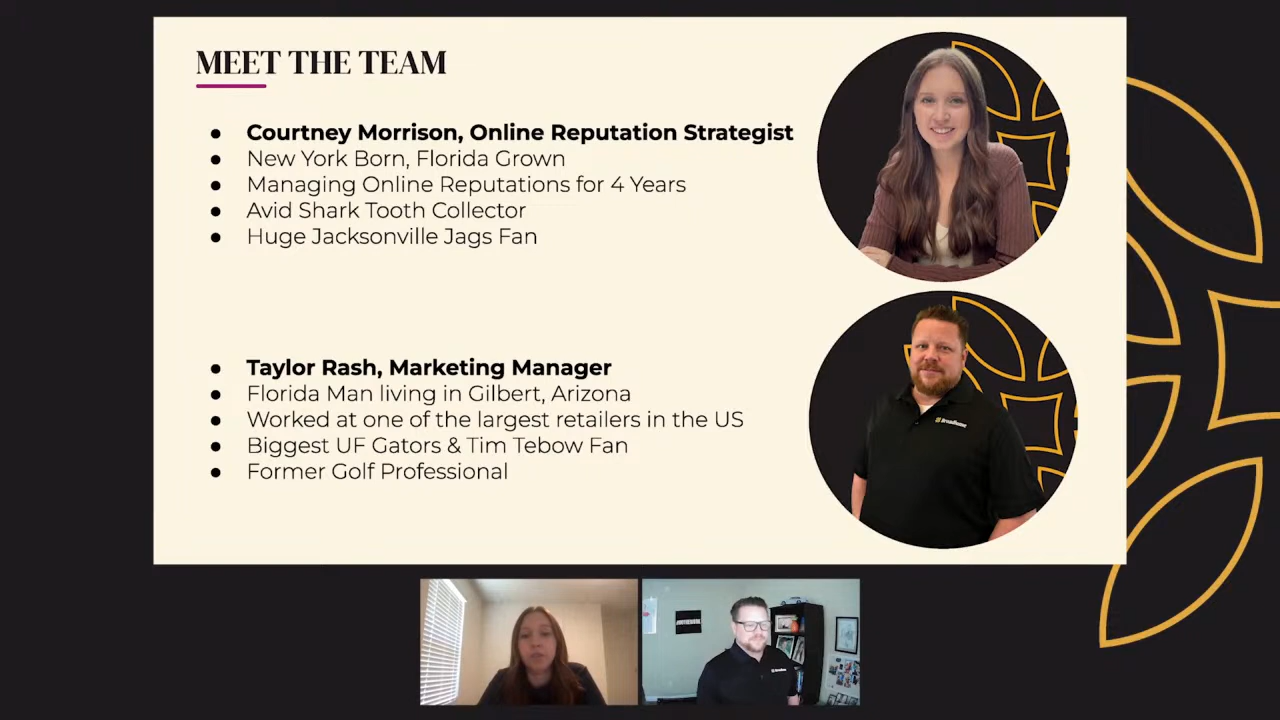 MEET THE TEAM
● Courtney Morrison, Online Reputation Strategist
● New York Born, Florida Grown
● Managing Online Reputations for 4 Years
● Avid Shark Tooth Collector
● Huge Jacksonville Jags Fan
● Taylor Rash, Marketing Manager
● Florida Man living in Gilbert, Arizona
● Worked at one of the largest retailers in the US
● Biggest UF Gators & Tim Tebow Fan
● Former Golf Professional